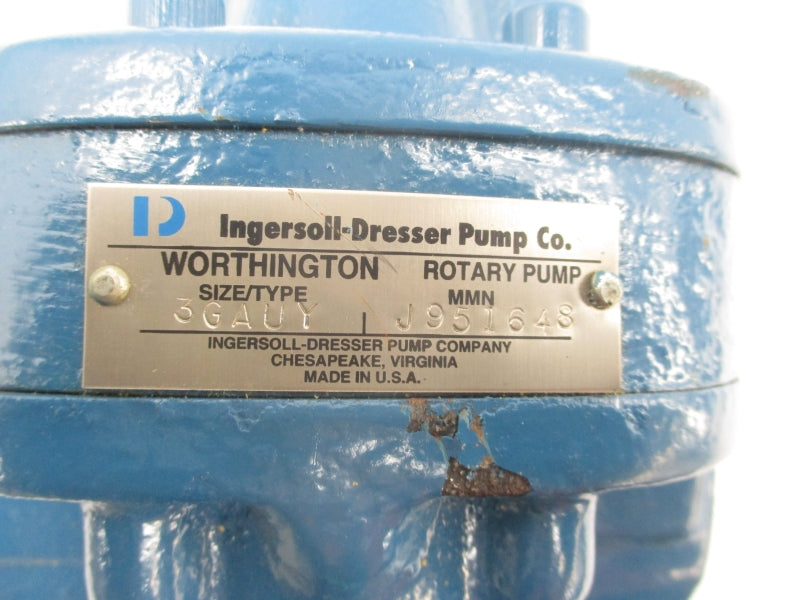 ID Ingersoll-Dresser Pump Co.
WORTHINGTON ROTARY PUMP
SIZE/TYPE MMN
3GAUY J951648
INGERSOLL-DRESSER PUMP COMPANY
CHESAPEAKE, VIRGINIA
MADE IN U.S.A.